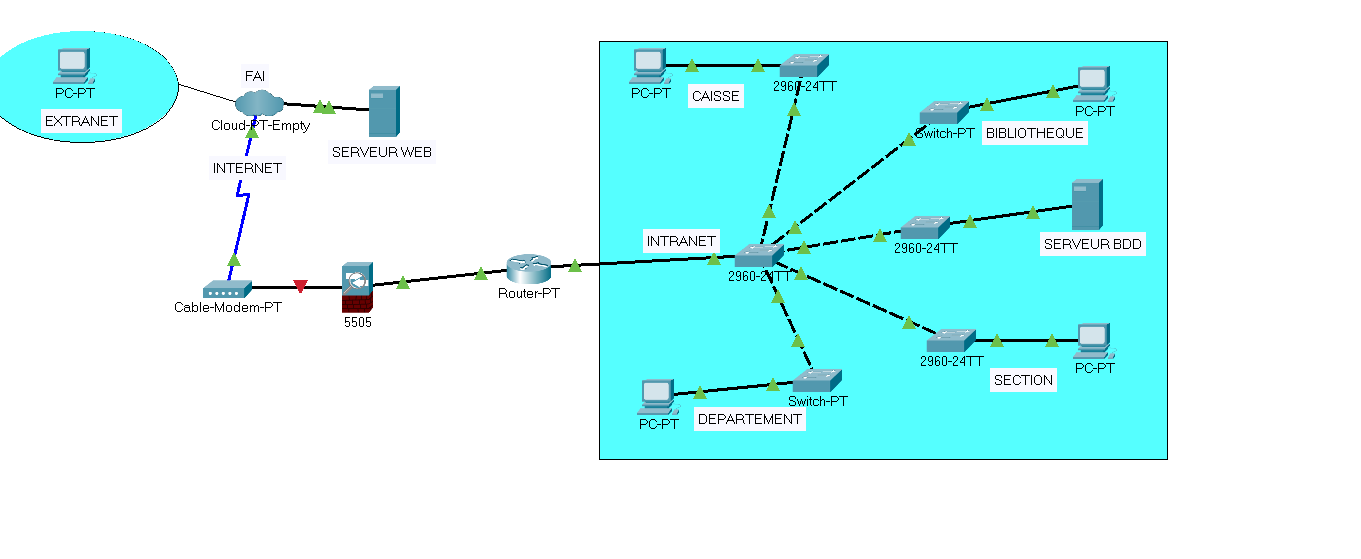 PC-PT
EXTRANET
FAI
Cloud-PT-Empty
SERVEUR WEB
INTERNET
Cable-Modem-PT
5505
Router-PT
PC-PT
CAISSE
2960-24TT
Switch-PT
BIBLIOTHEQUE
PC-PT
INTRANET
2960-24TT
2960-24TT
SERVEUR BDD
2960-24TT
SECTION
PC-PT
PC-PT
DEPARTEMENT
Switch-PT